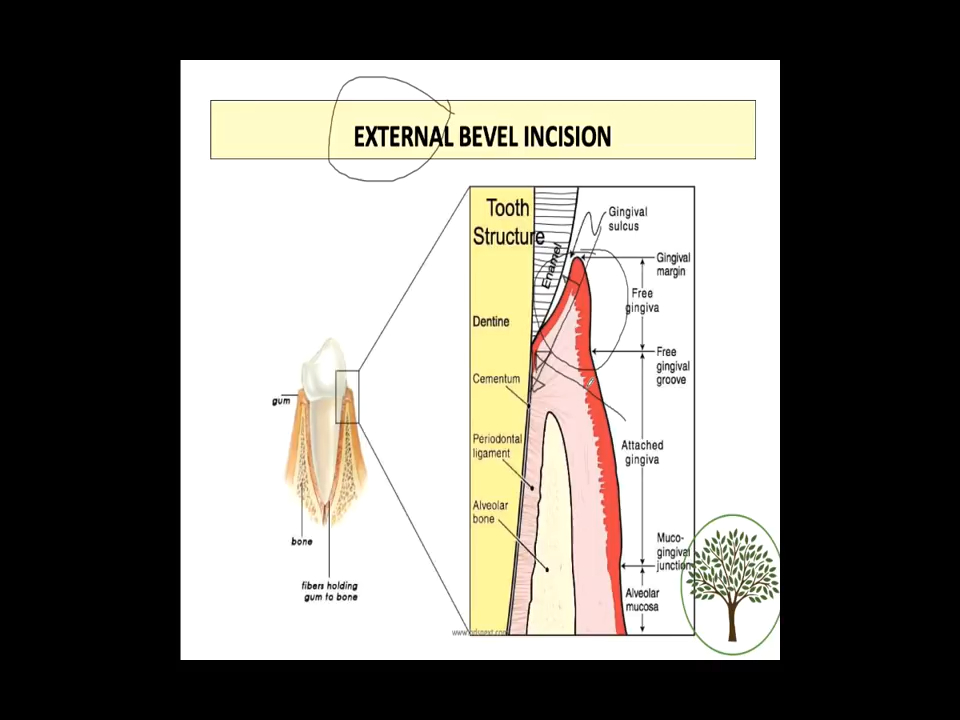 EXTERNAL BEVEL INCISION
Tooth
Structure
Enamel
Gingival
sulcus
Gingival
margin
Free
gingiva
Dentine
Free
gingival
groove
Cementum
gum
Periodontal
ligament
Attached
gingiva
Alveolar
bone
bone
Muco-
gingival
junction
fibers holding
gum to bone
Alveolar
mucosa